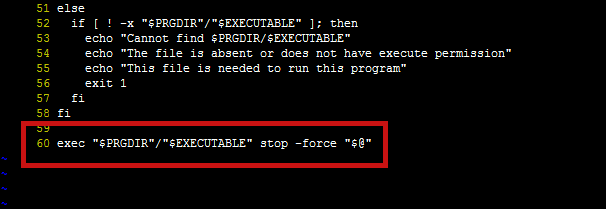 51 else
52   if [ ! -x "$PRGDIR"/"$EXECUTABLE" ]; then
53     echo "Cannot find $PRGDIR/$EXECUTABLE"
54     echo "The file is absent or does not have execute permission"
55     echo "This file is needed to run this program"
56     exit 1
57   fi
58 fi
59
60 exec "$PRGDIR"/"$EXECUTABLE" stop -force "$@"
~
~
~
~